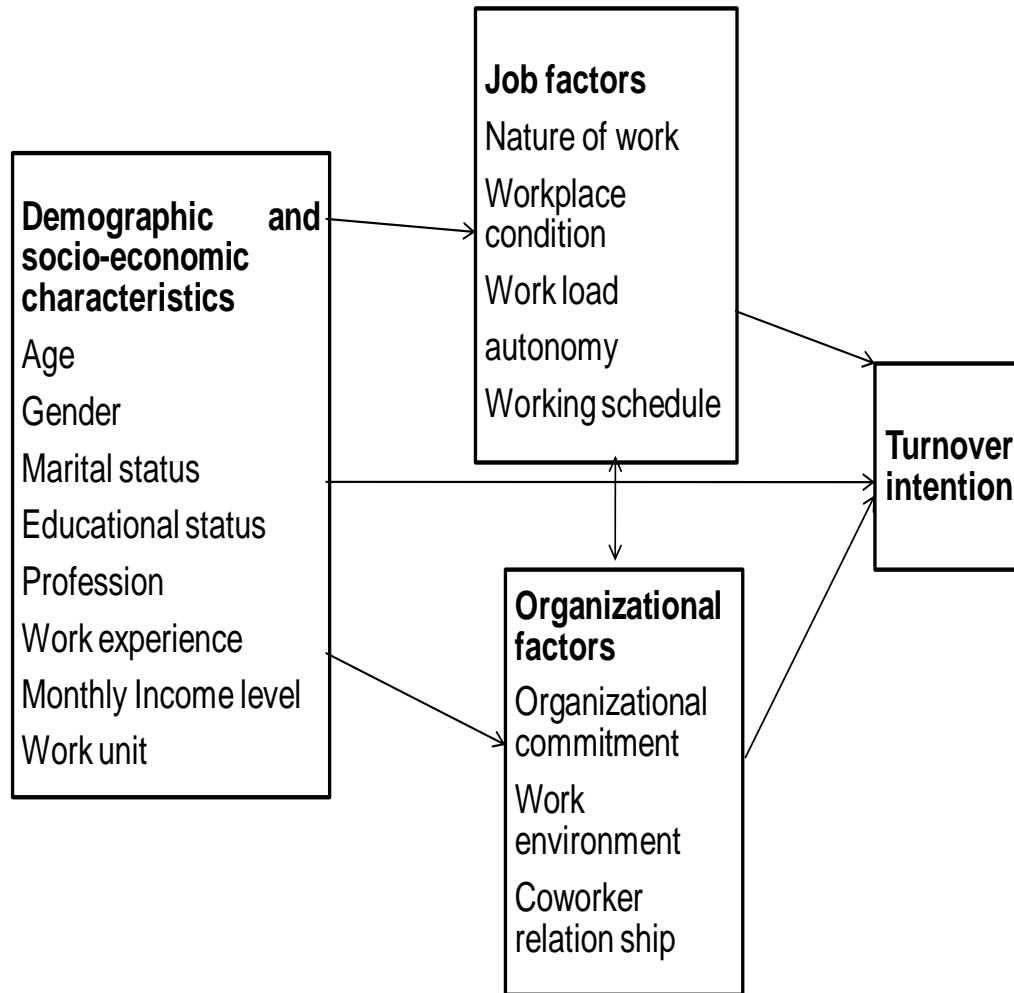 Demographic and
socio-economic
characteristics
Age
Gender
Marital status
Educational status
Profession
Work experience
Monthly Income level
Work unit
Job factors
Nature of work
Workplace
condition
Work load
autonomy
Working schedule
Organizational
factors
Organizational
commitment
Work
environment
Coworker
relation ship
Turnover
intention